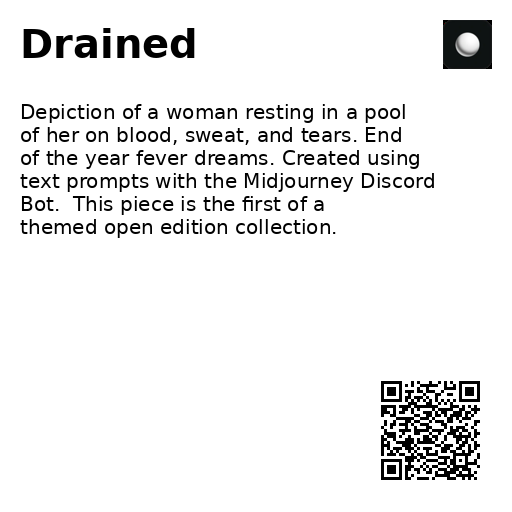 Drained
Depiction of a woman resting in a pool
of her on blood, sweat, and tears. End
of the year fever dreams. Created using
text prompts with the Midjourney Discord
Bot.  This piece is the first of a
themed open edition collection.